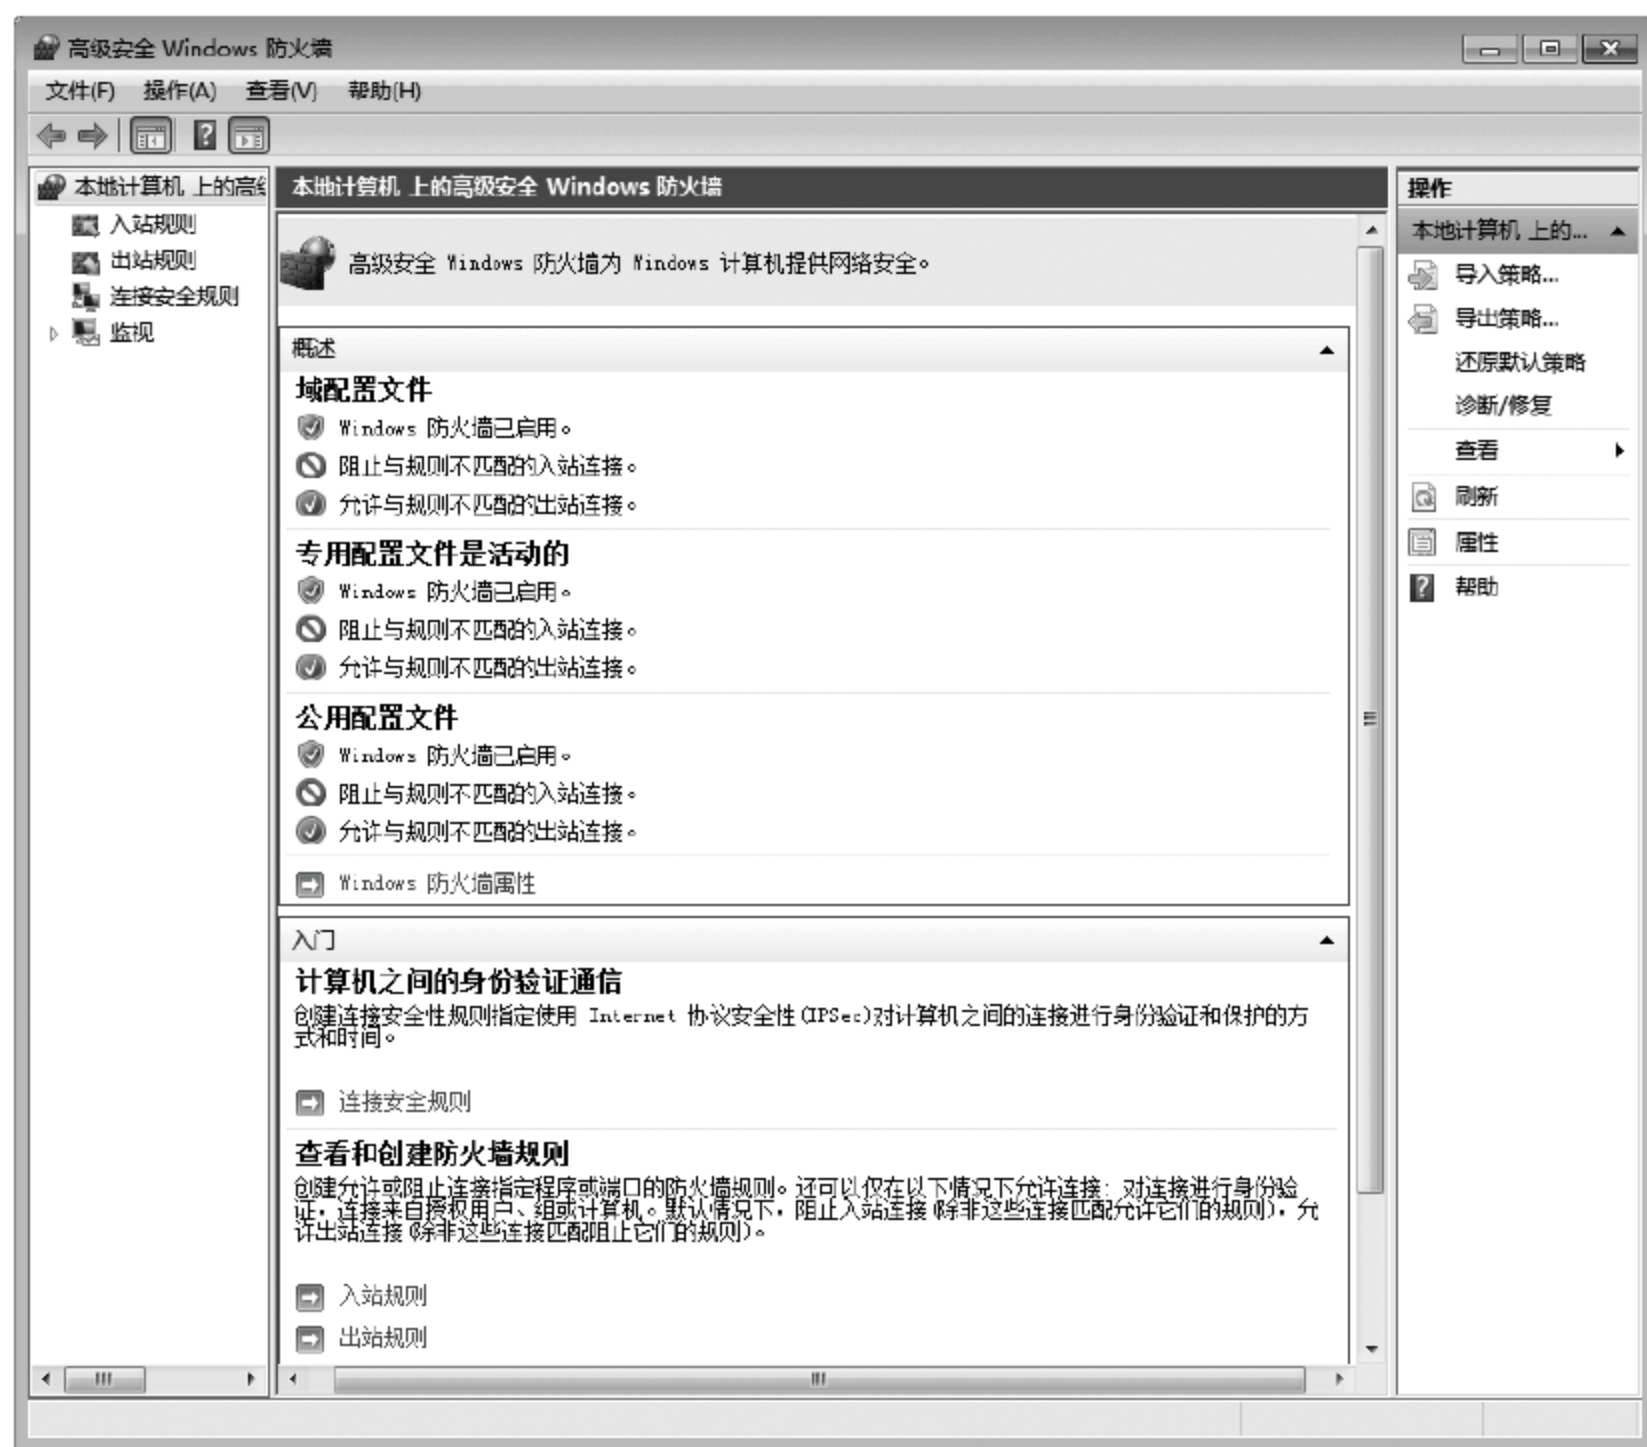 高级安全 Windows 防火墙
文件(F) 操作(A) 查看(V) 帮助(H)
本地计算机 上的高级
入站规则
出站规则
连接安全规则
监视
本地计算机 上的高级安全 Windows 防火墙
高级安全 Windows 防火墙为 Windows 计算机提供网络安全。
概述
域配置文件
Windows 防火墙已启用。
阻止与规则不匹配的入站连接。
允许与规则不匹配的出站连接。
专用配置文件是活动的
Windows 防火墙已启用。
阻止与规则不匹配的入站连接。
允许与规则不匹配的出站连接。
公用配置文件
Windows 防火墙已启用。
阻止与规则不匹配的入站连接。
允许与规则不匹配的出站连接。
Windows 防火墙属性
入门
计算机之间的身份验证通信
创建连接安全性规则指定使用 Internet 协议安全性(IPSec)对计算机之间的连接进行身份验证和保护的方
式和时间。
连接安全规则
查看和创建防火墙规则
创建允许或阻止连接指定程序或端口的防火墙规则。还可以仅在以下情况下允许连接: 对连接进行身份验
证，连接来自授权用户、组或计算机。默认情况下，阻止入站连接(除非这些连接匹配允许它们的规则)，允
许出站连接(除非这些连接匹配阻止它们的规则)。
入站规则
出站规则
操作
本地计算机 上的...
导入策略...
导出策略...
还原默认策略
诊断/修复
查看
刷新
属性
帮助